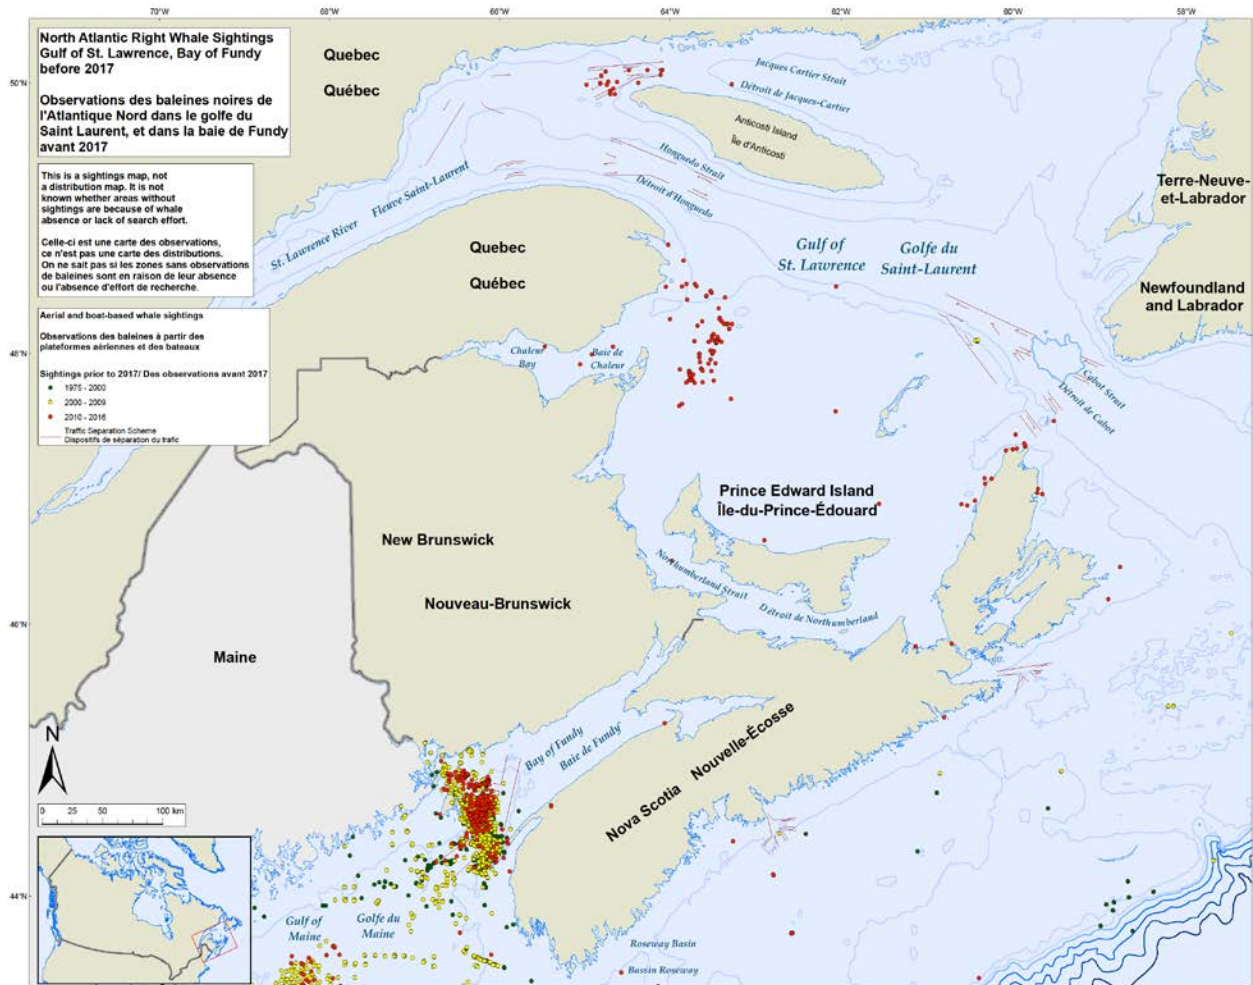 70°W
68°W
66°W
64°W
62°W
60°W
58°W
North Atlantic Right Whale Sightings
Gulf of St. Lawrence, Bay of Fundy
before 2017
Observations des baleines noires de
l'Atlantique Nord dans le golfe du
Saint Laurent, et dans la baie de Fundy
avant 2017
This is a sightings map, not
a distribution map. It is not
known whether areas without
sightings are because of whale
absence or lack of search effort.
Celle-ci est une carte des observations,
ce n'est pas une carte des distributions.
On ne sait pas si les zones sans observations
de baleines sont en raison de leur absence
ou l'absence d'effort de recherche.
Aerial and boat-based whale sightings
Observations des baleines à partir des
plateformes aériennes et des bateaux
Sightings prior to 2017/ Des observations avant 2017
1975 - 2000
2000 - 2009
2010 - 2016
Traffic Separation Scheme
Dispositifs de séparation du trafic
50°N
48°N
46°N
44°N
Quebec
Québec
Jacques Cartier Strait
Détroit de Jacques-Cartier
Anticosti Island
Île d'Anticosti
Honguedo Strait
Détroit d'Honguedo
St. Lawrence River Fleuve Saint-Laurent
Terre-Neuve-
et-Labrador
Gulf of
St. Lawrence
Golfe du
Saint-Laurent
Quebec
Québec
Newfoundland
and Labrador
Chaleur
Bay
Baie de
Chaleur
Cabot Strait
Détroit de Cabot
Prince Edward Island
Île-du-Prince-Édouard
New Brunswick
Nouveau-Brunswick
Northumberland Strait
Détroit de Northumberland
Maine
Bay of Fundy
Baie de Fundy
Nova Scotia Nouvelle-Écosse
N
0 25 50 100 km
Gulf of
Maine
Golfe du
Maine
Roseway Basin
Bassin Roseway